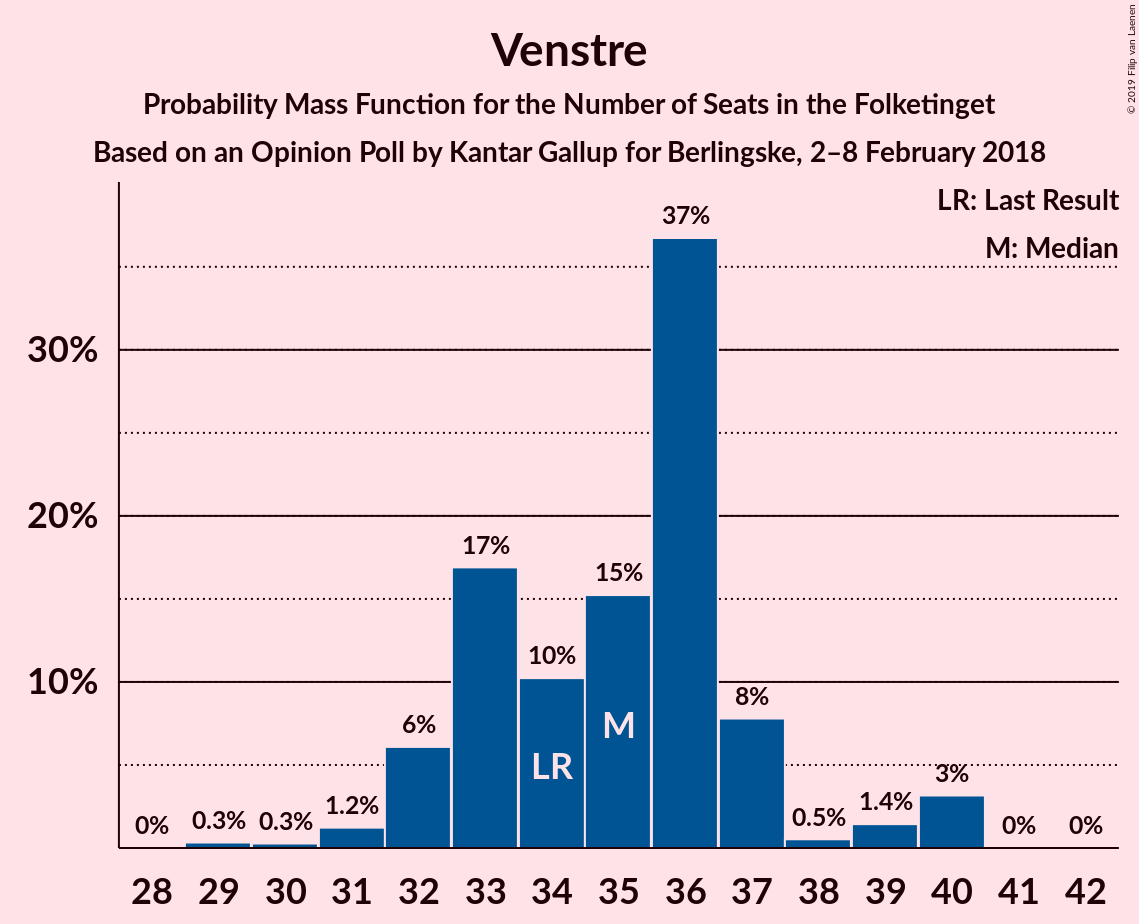 Venstre
Probability Mass Function for the Number of Seats in the Folketinget
Based on an Opinion Poll by Kantar Gallup for Berlingske, 2–8 February 2018
© 2019 Filip van Laenen
LR: Last Result
M: Median
30%
20%
10%
0%
0.3%
0.3%
1.2%
6%
17%
10%
15%
37%
8%
0.5%
1.4%
3%
0%
0%
LR
M
28 29 30 31 32 33 34 35 36 37 38 39 40 41 42